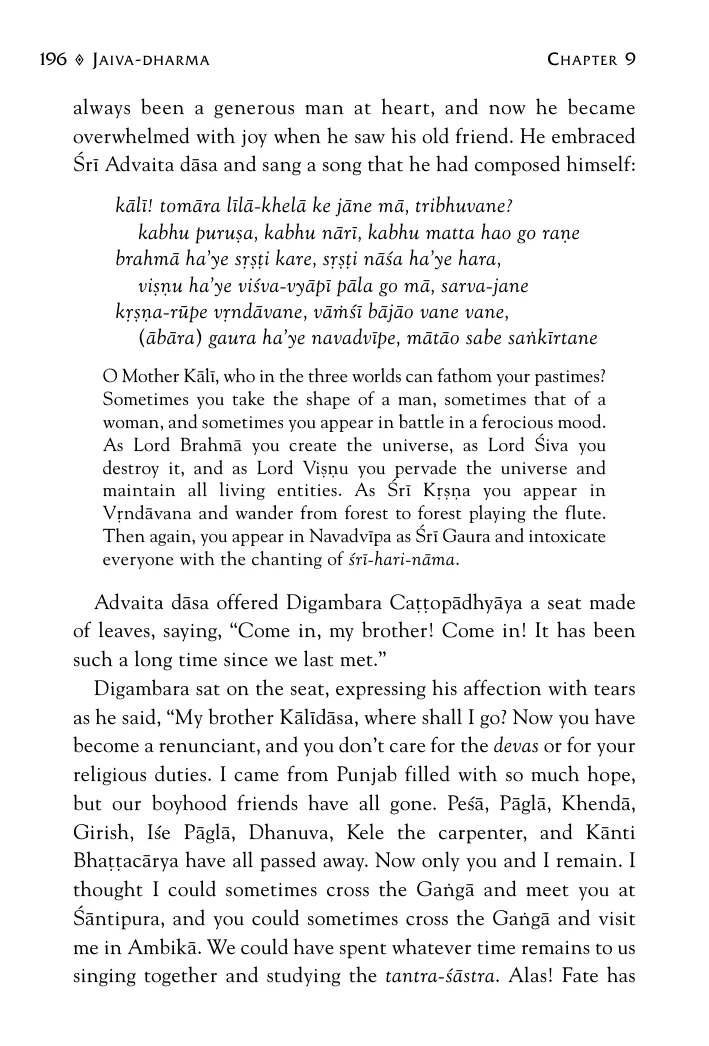 196 ⟡ Jaiva-dharma Chapter 9
always been a generous man at heart, and now he became
overwhelmed with joy when he saw his old friend. He embraced
Śrī Advaita dāsa and sang a song that he had composed himself:
kālī! tomāra līlā-khelā ke jāne mā, tribhuvane?
kabhu puruṣa, kabhu nārī, kabhu matta hao go raṇe
brahmā ha'ye sṛṣṭi kare, sṛṣṭi nāśa ha'ye hara,
viṣṇu ha'ye viśva-vyāpī pāla go mā, sarva-jane
kṛṣṇa-rūpe vṛndāvane, vāṁśī bājāo vane vane,
(ābāra) gaura ha'ye navadvīpe, mātāo sabe saṅkīrtane
O Mother Kālī, who in the three worlds can fathom your pastimes?
Sometimes you take the shape of a man, sometimes that of a
woman, and sometimes you appear in battle in a ferocious mood.
As Lord Brahmā you create the universe, as Lord Śiva you
destroy it, and as Lord Viṣṇu you pervade the universe and
maintain all living entities. As Śrī Kṛṣṇa you appear in
Vṛndāvana and wander from forest to forest playing the flute.
Then again, you appear in Navadvīpa as Śrī Gaura and intoxicate
everyone with the chanting of śrī-hari-nāma.
Advaita dāsa offered Digambara Caṭṭopādhyāya a seat made
of leaves, saying, “Come in, my brother! Come in! It has been
such a long time since we last met.”
Digambara sat on the seat, expressing his affection with tears
as he said, “My brother Kālīdāsa, where shall I go? Now you have
become a renunciant, and you don't care for the devas or for your
religious duties. I came from Punjab filled with so much hope,
but our boyhood friends have all gone. Peśā, Pāglā, Khendā,
Girish, Iśe Pāglā, Dhanuva, Kele the carpenter, and Kānti
Bhaṭṭacārya have all passed away. Now only you and I remain. I
thought I could sometimes cross the Gaṅgā and meet you at
Śāntipura, and you could sometimes cross the Gaṅgā and visit
me in Ambikā. We could have spent whatever time remains to us
singing together and studying the tantra-śāstra. Alas! Fate has